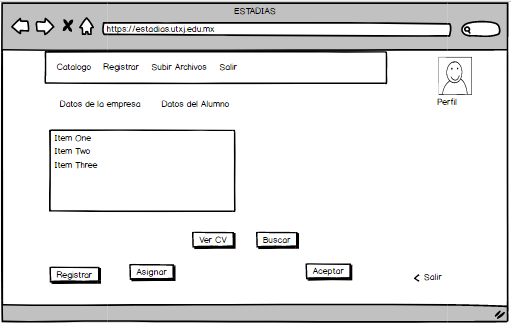 ESTADIAS
https://estadias.utxj.edu.mx
Catalogo Registrar Subir Archivos Salir
Perfil
Datos de la empresa Datos del Alumno
Item One
Item Two
Item Three
Ver CV Buscar
Registrar Asignar Aceptar < Salir